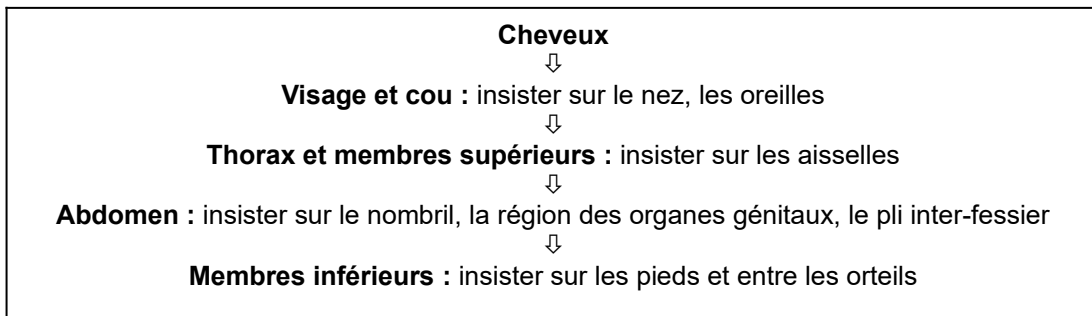 Cheveux
⇩
Visage et cou : insister sur le nez, les oreilles
⇩
Thorax et membres supérieurs : insister sur les aisselles
⇩
Abdomen : insister sur le nombril, la région des organes génitaux, le pli inter-fessier
⇩
Membres inférieurs : insister sur les pieds et entre les orteils